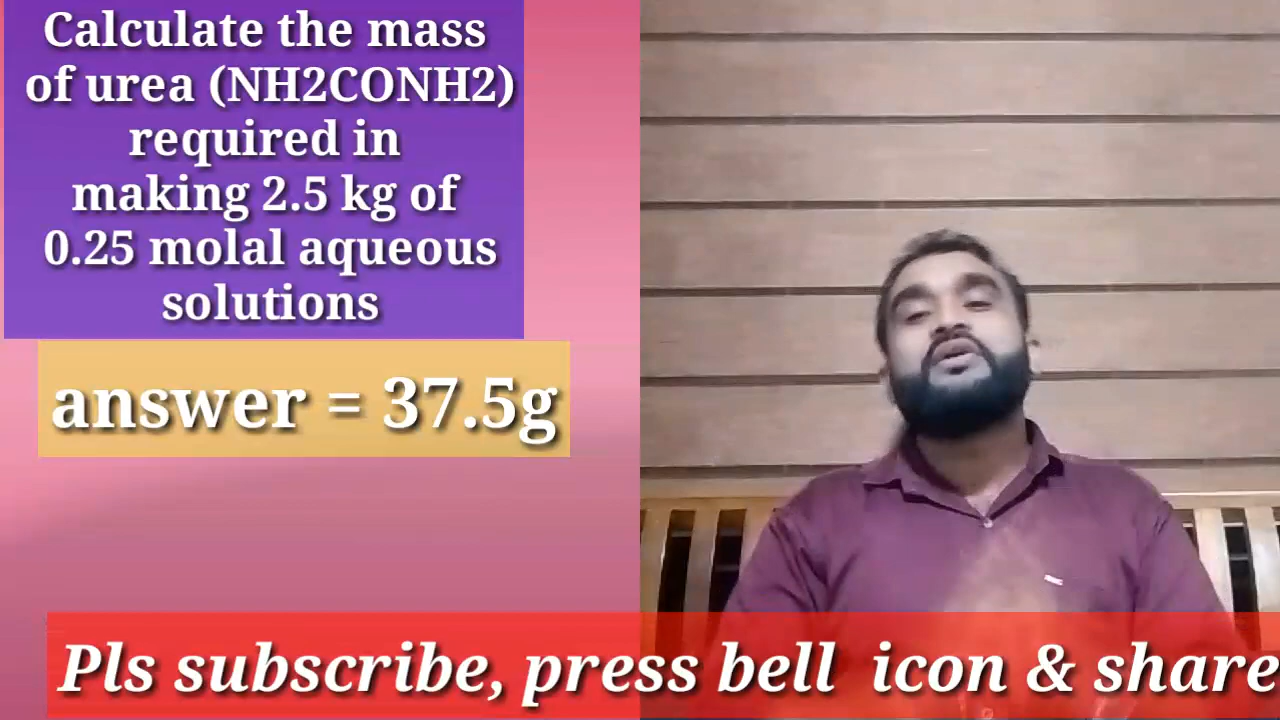 Calculate the mass
of urea (NH2CONH2)
required in
making 2.5 kg of
0.25 molal aqueous
solutions
answer = 37.5g
Pls subscribe, press bell icon & share